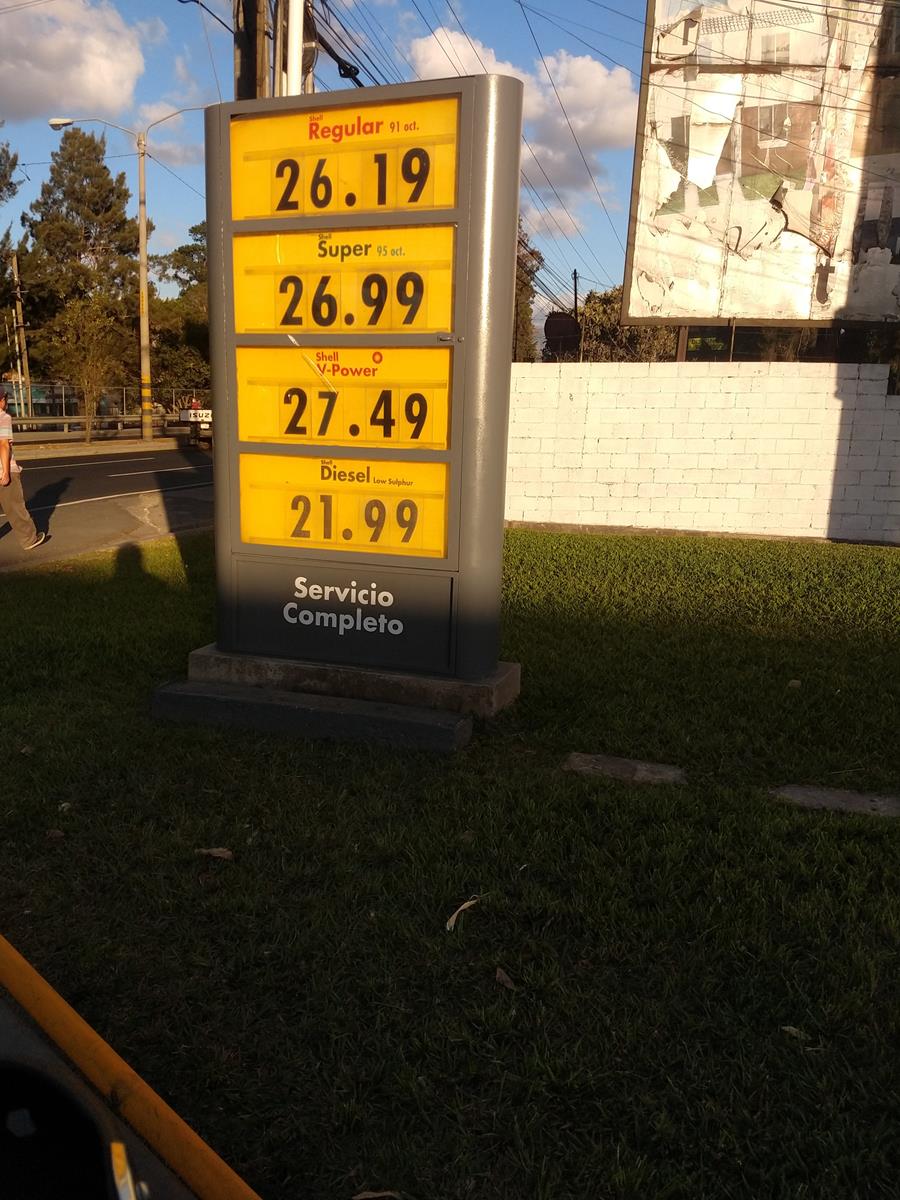 Shell
Regular 91 oct.
26.19
Shell
Super 95 oct.
26.99
Shell
V-Power
27.49
Shell
Diesel Low Sulphur
21.99
Servicio
Completo
ISUZU